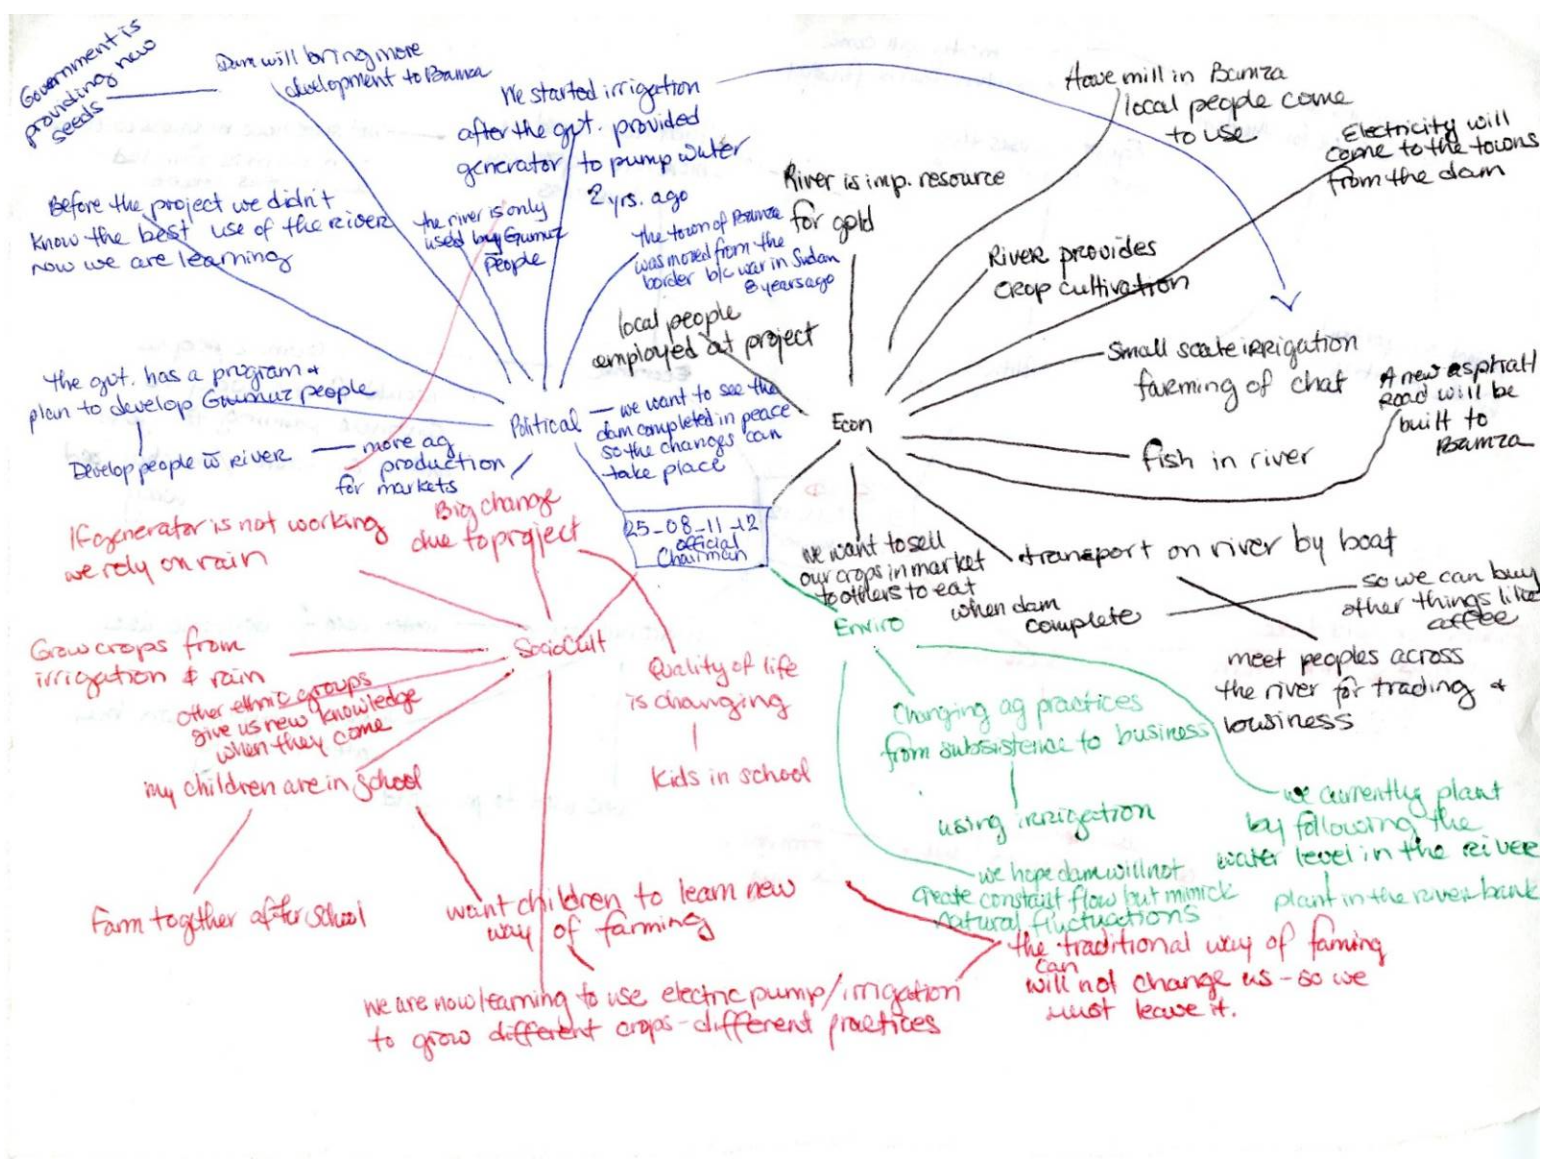 Government is
providing new
seeds
Dam will bring more
development to Bamza
We started irrigation
after the gvt. provided
generator to pump water
2 yrs. ago
Before the project we didn't
know the best use of the river
now we are learning
the river is only
used by Gumuz
people
the town of Bamza
was moved from the
border b/c war in Sudan
8 years ago
the gvt. has a program +
plan to develop Gumuz people
Develop people w̄ river
more ag
production
for markets
Political
we want to see the
dam completed in peace
so the changes can
take place
25-08-11-12
official
Chairman
River is imp. resource
for gold
Have mill in Bamza
local people come
to use
Electricity will
come to the towns
from the dam
River provides
crop cultivation
local people
employed at project
Econ
Small scale irrigation
farming of chat
A new asphalt
Road will be
built to
Bamza
fish in river
transport on river by boat
we want to sell
our crops in market
to others to eat
when dam
complete
so we can buy
other things like
coffee
meet peoples across
the river for trading +
business
If generator is not working
we rely on rain
Big change
due to project
SocioCult
Grow crops from
irrigation & rain
other ethnic groups
give us new knowledge
when they come
my children are in school
Quality of life
is changing
Kids in school
Farm together after school
want children to learn new
way of farming
we are now learning to use electric pump/irrigation
to grow different crops - different practices
the traditional way of faming
can
will not change us - so we
must leave it.
Enviro
Changing ag practices
from subsistence to business
using irrigation
we currently plant
by following the
water level in the river
plant in the river bank
we hope dam will not
create constant flow but mimick
natural fluctuations